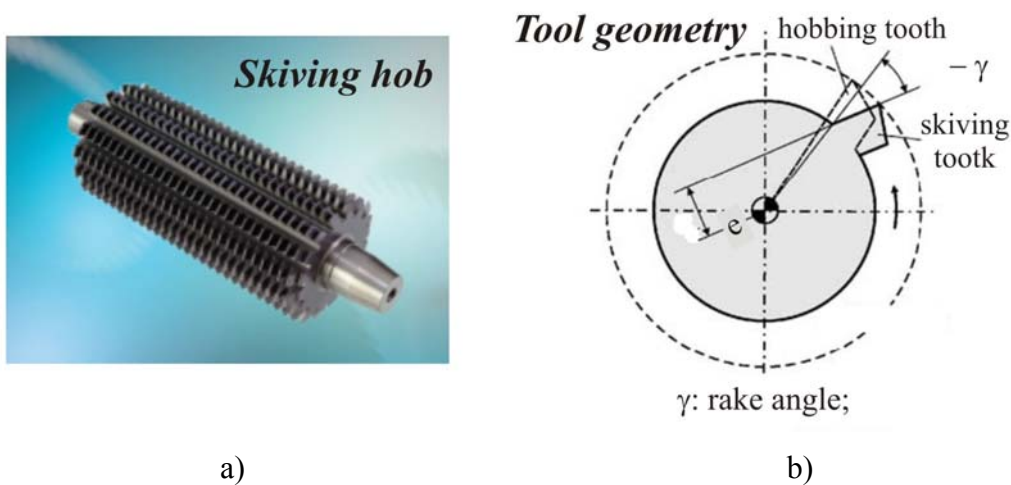 Skiving hob
Tool geometry
hobbing tooth
– γ
skiving
tootk
e
γ: rake angle;
a)
b)